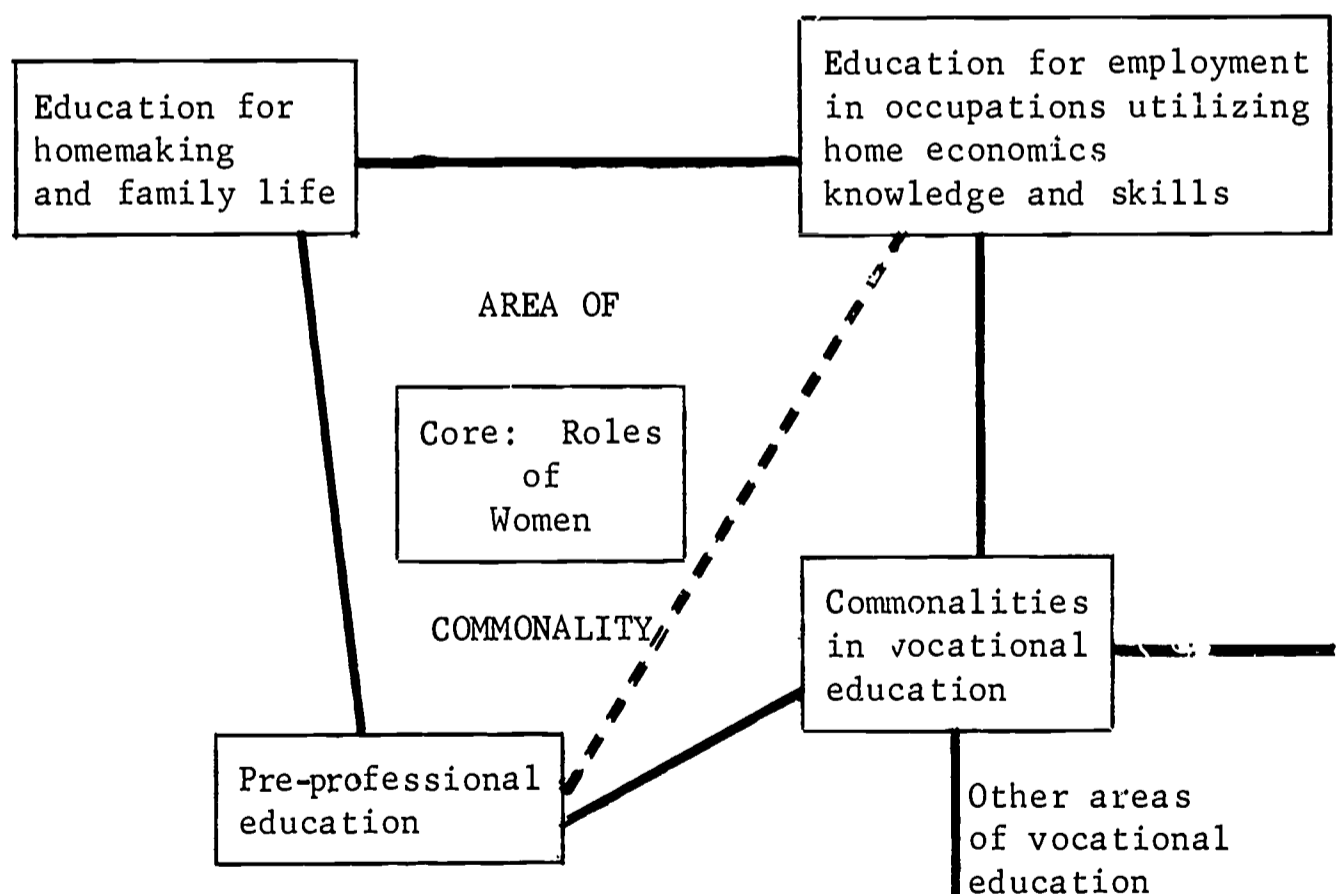 Education for
homemaking
and family life
Education for employment
in occupations utilizing
home economics
knowledge and skills
AREA OF
Core: Roles
of
Women
COMMONALITY
Commonalities
in vocational
education
Pre-professional
education
Other areas
of vocational
education